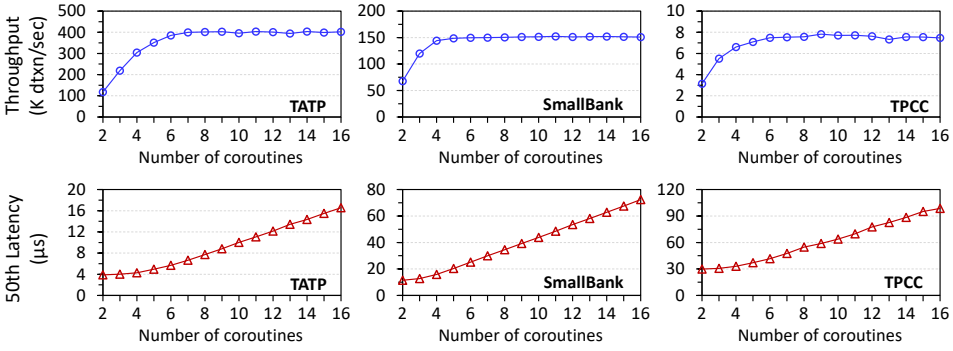 Throughput
(K dtxn/sec)
500
400
300
200
100
0
TATP
2 4 6 8 10 12 14 16
Number of coroutines
200
150
100
50
0
SmallBank
2 4 6 8 10 12 14 16
Number of coroutines
10
8
6
4
2
0
TPCC
2 4 6 8 10 12 14 16
Number of coroutines
50th Latency
(μs)
20
16
12
8
4
0
TATP
2 4 6 8 10 12 14 16
Number of coroutines
80
60
40
20
0
SmallBank
2 4 6 8 10 12 14 16
Number of coroutines
120
90
60
30
0
TPCC
2 4 6 8 10 12 14 16
Number of coroutines